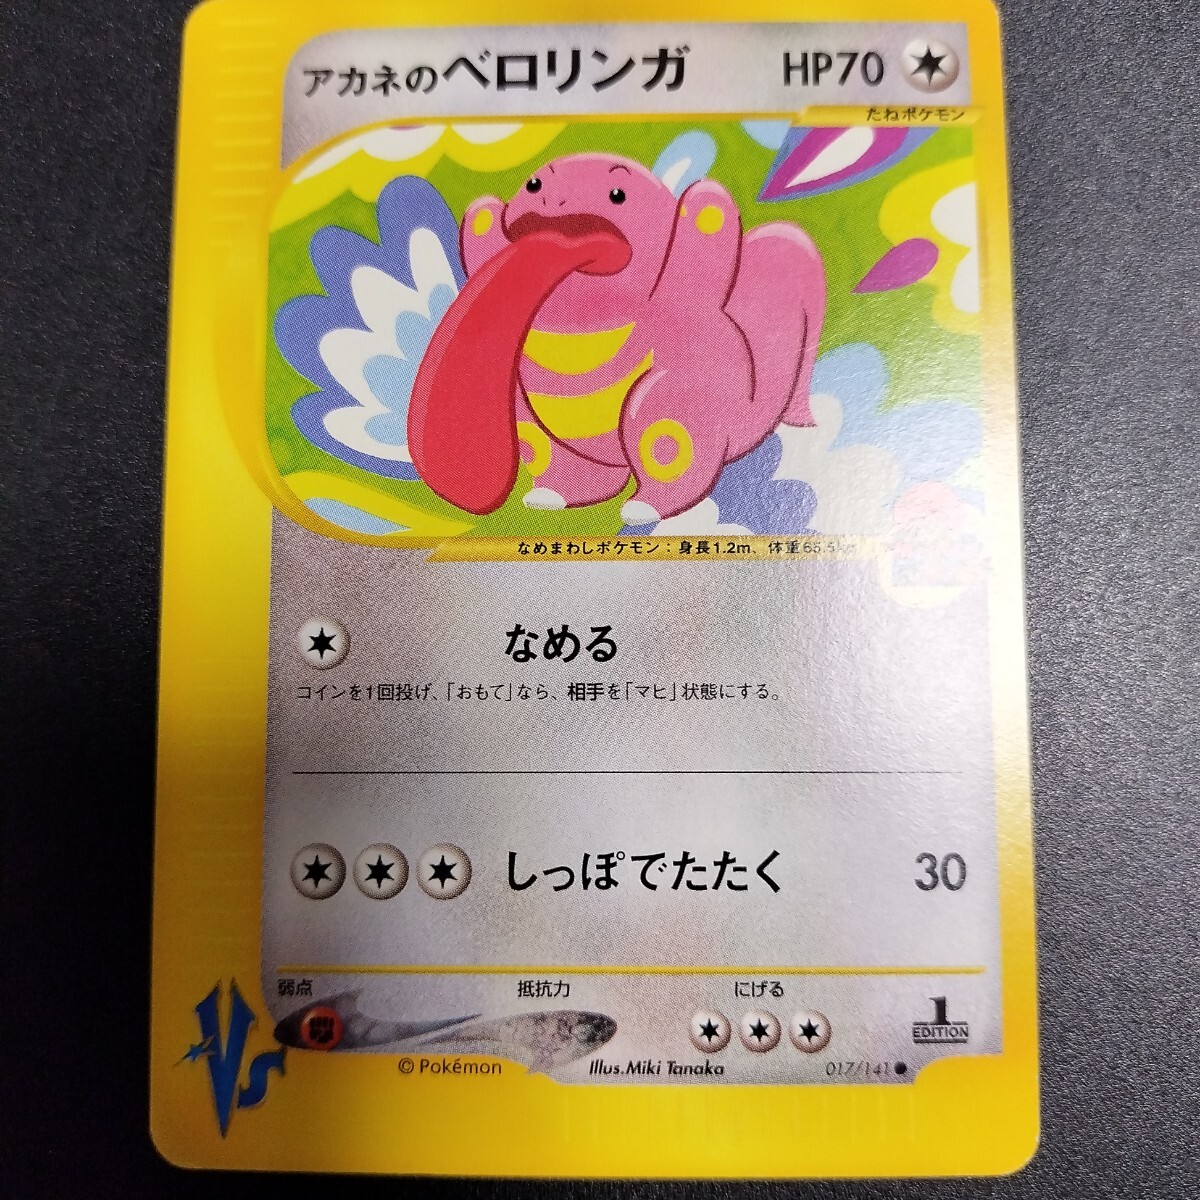 アカネのベロリンガ HP70
たねポケモン
なめまわしポケモン：身長1.2m、体重65.5kg
なめる
コインを1回投げ、「おもて」なら、相手を「マヒ」状態にする。
しっぽでたたく 30
弱点 抵抗力 にげる
1
EDITION
VS
© Pokémon Illus.Miki Tanaka 017/141